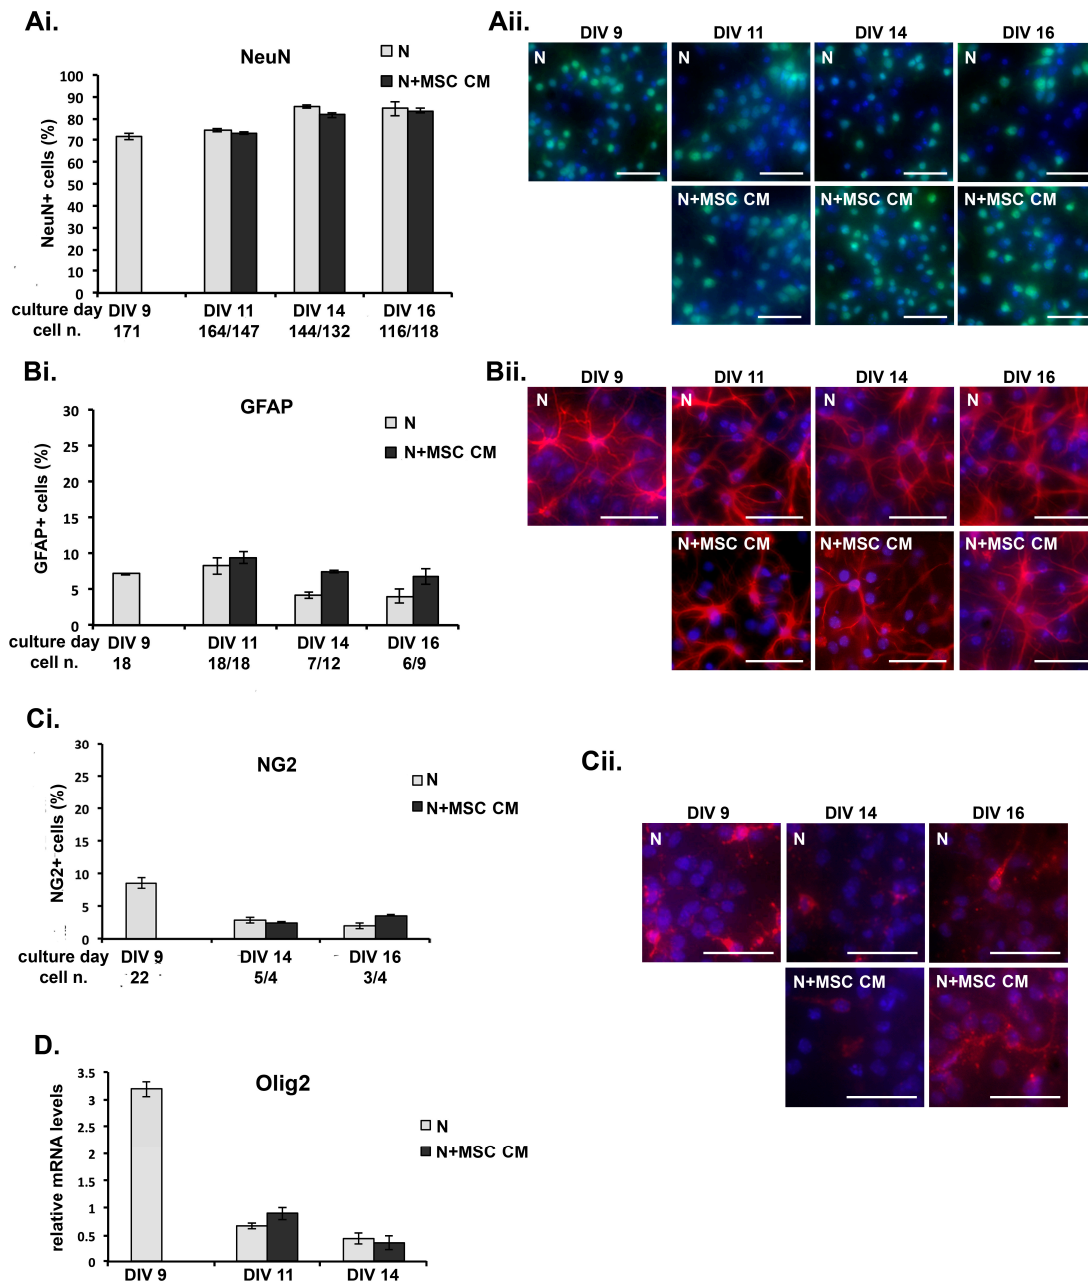 Ai.
NeuN
N
N+MSC CM
NeuN+ cells (%)
100
90
80
70
60
50
40
30
20
10
0
culture day DIV 9 DIV 11 DIV 14 DIV 16
cell n. 171 164/147 144/132 116/118
Aii.
DIV 9 DIV 11 DIV 14 DIV 16
N N N N
N+MSC CM N+MSC CM N+MSC CM
Bi.
GFAP
N
N+MSC CM
GFAP+ cells (%)
30
25
20
15
10
5
0
culture day DIV 9 DIV 11 DIV 14 DIV 16
cell n. 18 18/18 7/12 6/9
Bii.
DIV 9 DIV 11 DIV 14 DIV 16
N N N N
N+MSC CM N+MSC CM N+MSC CM
Ci.
NG2
N
N+MSC CM
NG2+ cells (%)
30
25
20
15
10
5
0
culture day DIV 9 DIV 14 DIV 16
cell n. 22 5/4 3/4
Cii.
DIV 9 DIV 14 DIV 16
N N N
N+MSC CM N+MSC CM
D.
Olig2
N
N+MSC CM
relative mRNA levels
3.5
3
2.5
2
1.5
1
0.5
0
DIV 9 DIV 11 DIV 14